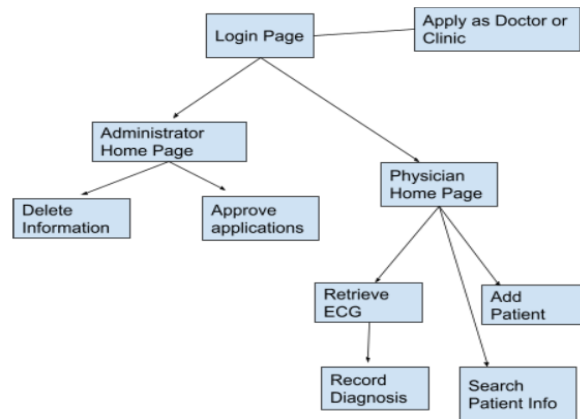 Login Page
Apply as Doctor or
Clinic
Administrator
Home Page
Physician
Home Page
Delete
Information
Approve
applications
Retrieve
ECG
Add
Patient
Record
Diagnosis
Search
Patient Info